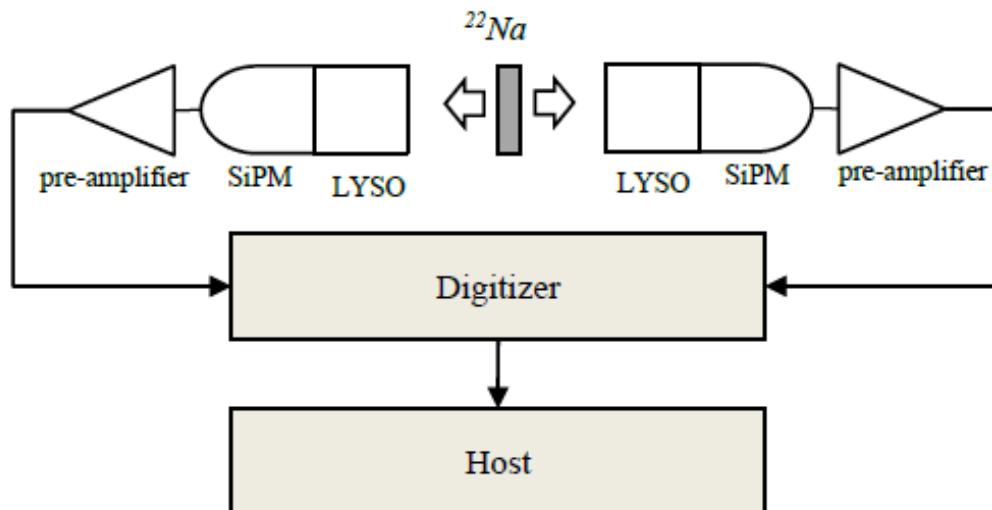 ²²Na
pre-amplifier
SiPM
LYSO
LYSO
SiPM
pre-amplifier
Digitizer
Host